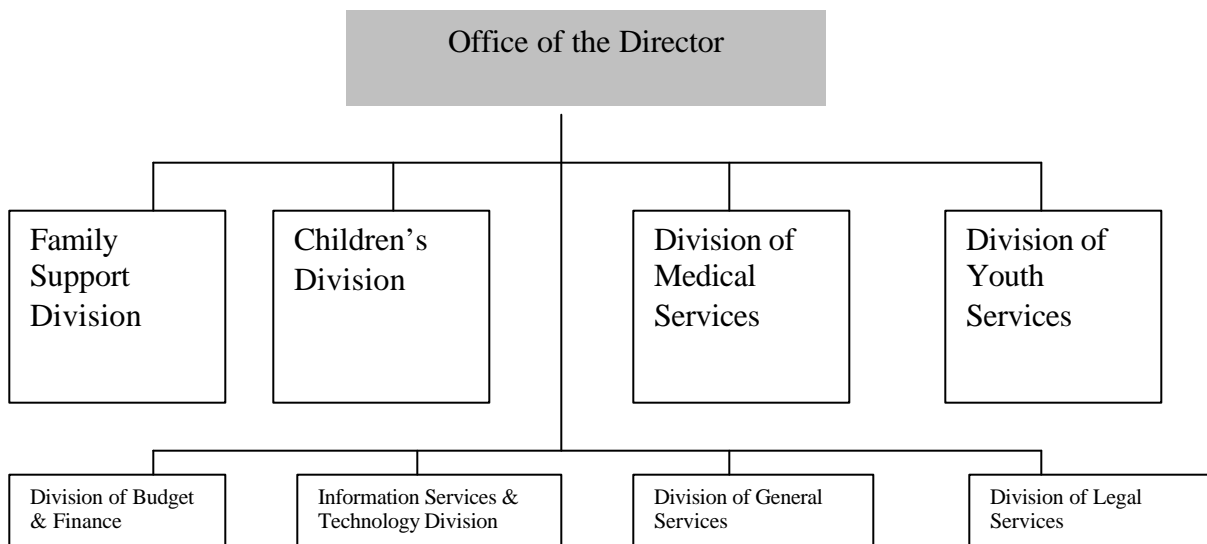 Office of the Director
Family
Support
Division
Children’s
Division
Division of
Medical
Services
Division of
Youth
Services
Division of Budget
& Finance
Information Services &
Technology Division
Division of General
Services
Division of Legal
Services